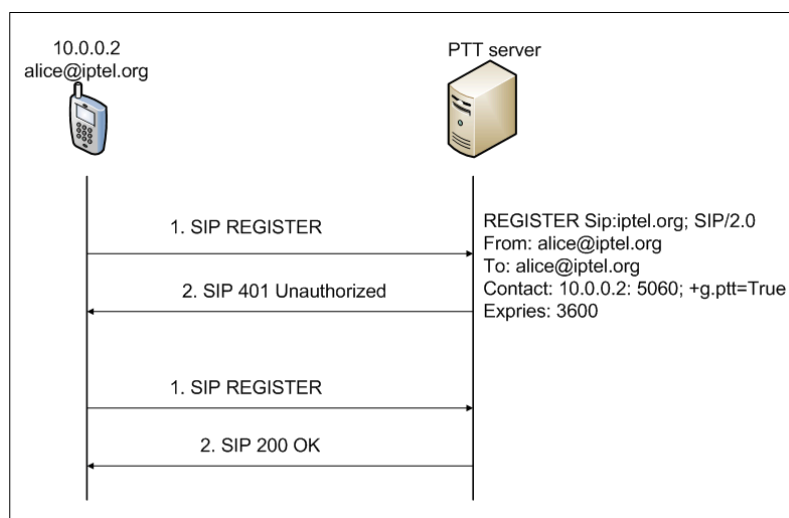 10.0.0.2
alice@iptel.org
PTT server
1. SIP REGISTER
REGISTER Sip:iptel.org; SIP/2.0
From: alice@iptel.org
To: alice@iptel.org
Contact: 10.0.0.2: 5060; +g.ptt=True
Expries: 3600
2. SIP 401 Unauthorized
1. SIP REGISTER
2. SIP 200 OK